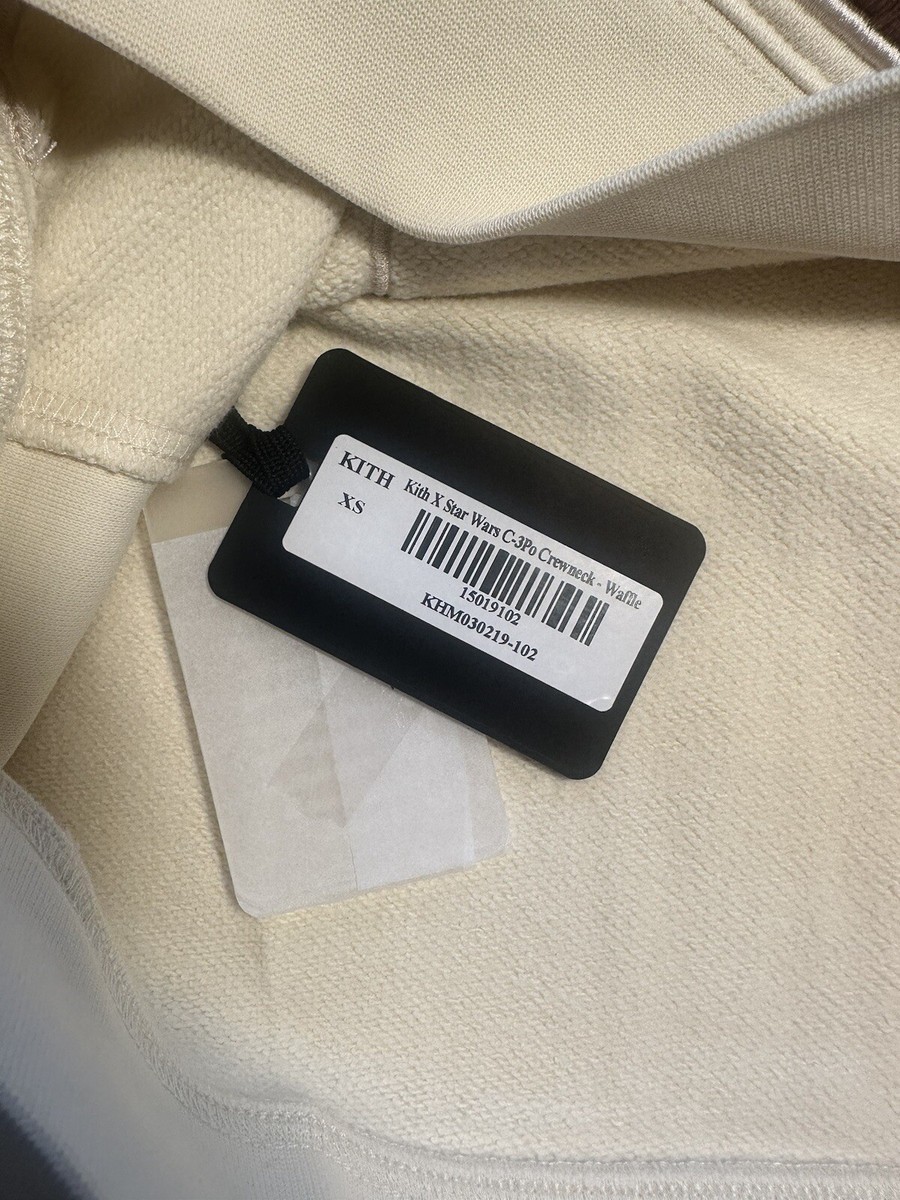 KITH Kith X Star Wars C-3Po Crewneck - Waffle
XS
15019102
KHM030219-102